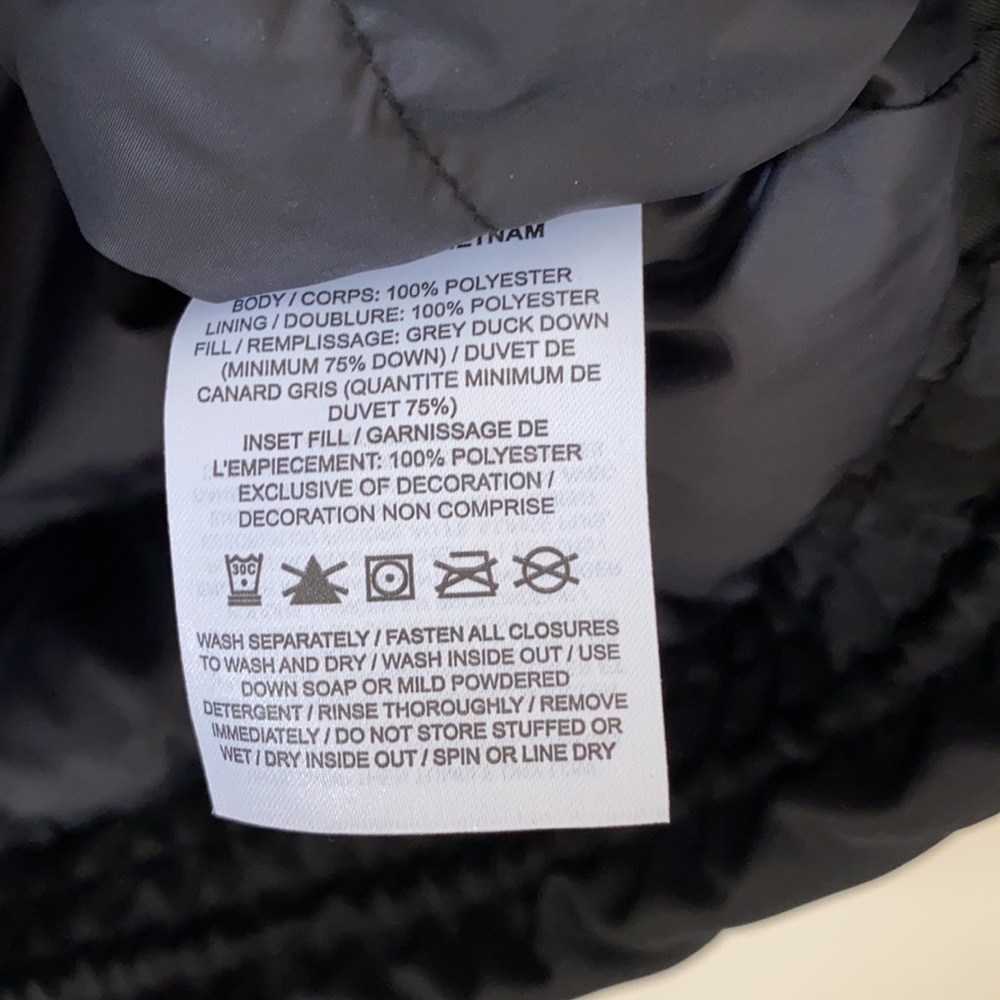 BODY / CORPS: 100% POLYESTER
LINING / DOUBLURE: 100% POLYESTER
FILL / REMPLISSAGE: GREY DUCK DOWN
(MINIMUM 75% DOWN) / DUVET DE
CANARD GRIS (QUANTITE MINIMUM DE
DUVET 75%)
INSET FILL / GARNISSAGE DE
L'EMPIECEMENT: 100% POLYESTER
EXCLUSIVE OF DECORATION /
DECORATION NON COMPRISE
30C
WASH SEPARATELY / FASTEN ALL CLOSURES
TO WASH AND DRY / WASH INSIDE OUT / USE
DOWN SOAP OR MILD POWDERED
DETERGENT / RINSE THOROUGHLY / REMOVE
IMMEDIATELY / DO NOT STORE STUFFED OR
WET / DRY INSIDE OUT / SPIN OR LINE DRY